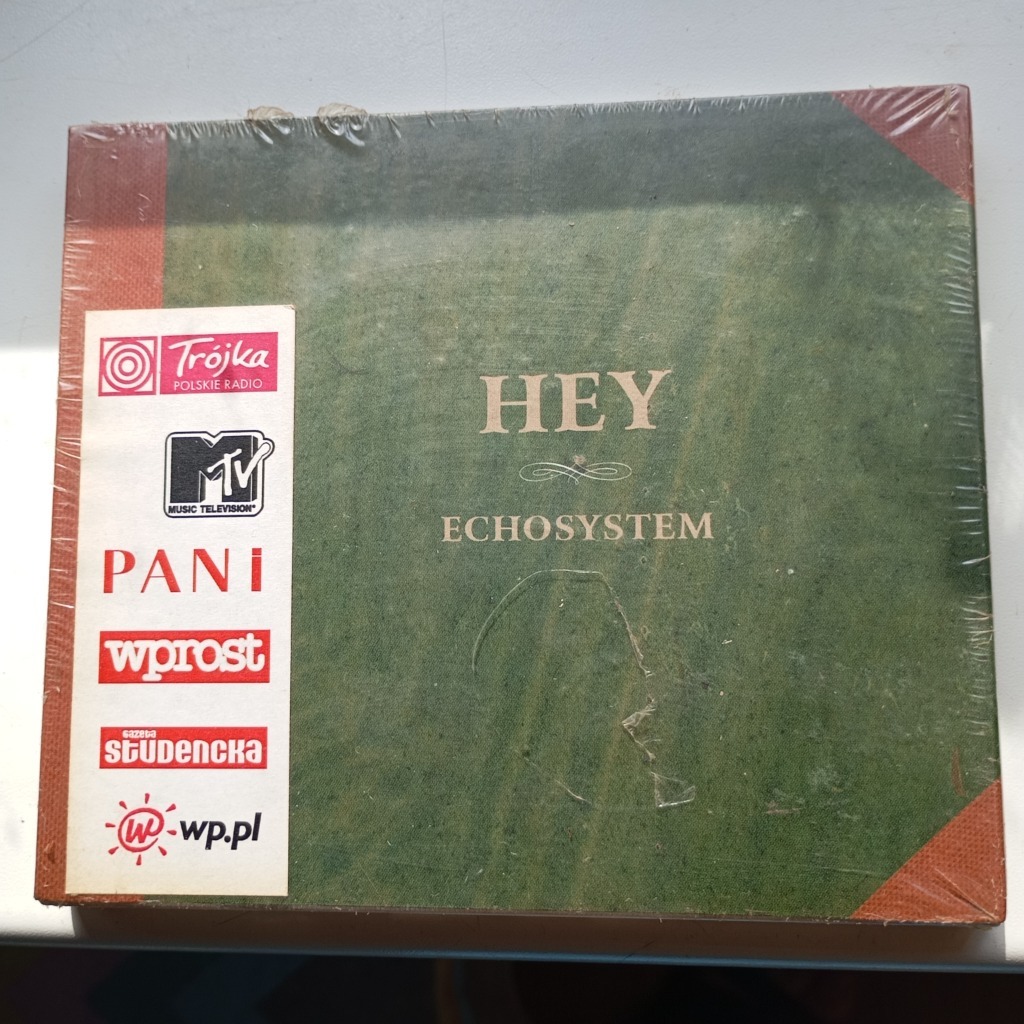 Trójka
POLSKIE RADIO
MTV
MUSIC TELEVISION®
PANi
wprost
gazeta
studencka
w wp.pl
HEY
ECHOSYSTEM